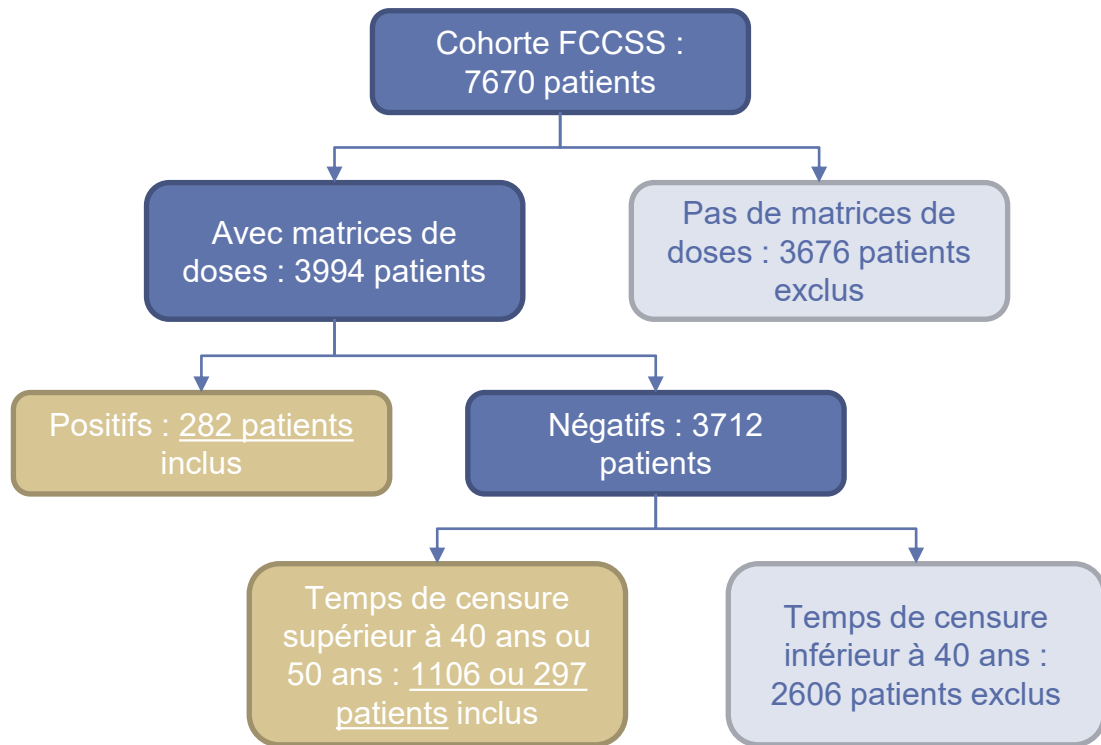 Cohorte FCCSS :
7670 patients
Avec matrices de
doses : 3994 patients
Pas de matrices de
doses : 3676 patients
exclus
Positifs : 282 patients
inclus
Négatifs : 3712
patients
Temps de censure
supérieur à 40 ans ou
50 ans : 1106 ou 297
patients inclus
Temps de censure
inférieur à 40 ans :
2606 patients exclus